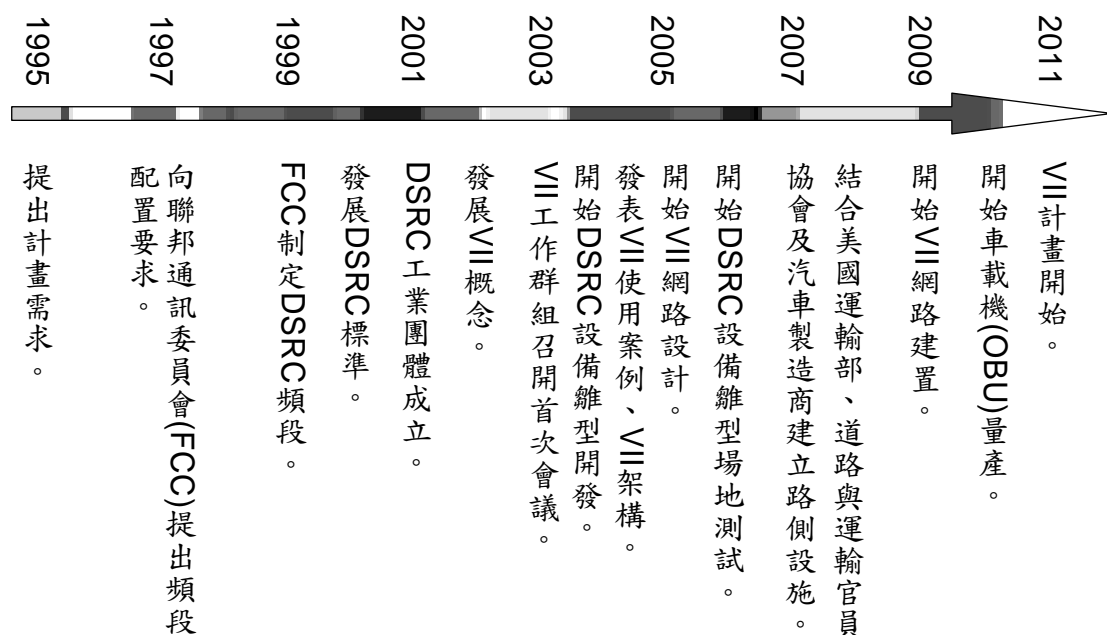 1995
1997
1999
2001
2003
2005
2007
2009
2011
提出計畫需求。
向聯邦通訊委員會(FCC)提出頻段
配置要求。
FCC制定DSRC頻段。
發展DSRC標準。
DSRC工業團體成立。
發展VII概念。
VII工作群組召開首次會議。
開始DSRC設備雛型開發。
發表VII使用案例、VII架構。
開始VII網路設計。
開始DSRC設備雛型場地測試。
結合美國運輸部、道路與運輸官員
協會及汽車製造商建立路側設施。
開始VII網路建置。
開始車載機(OBU)量產。
VII計畫開始。